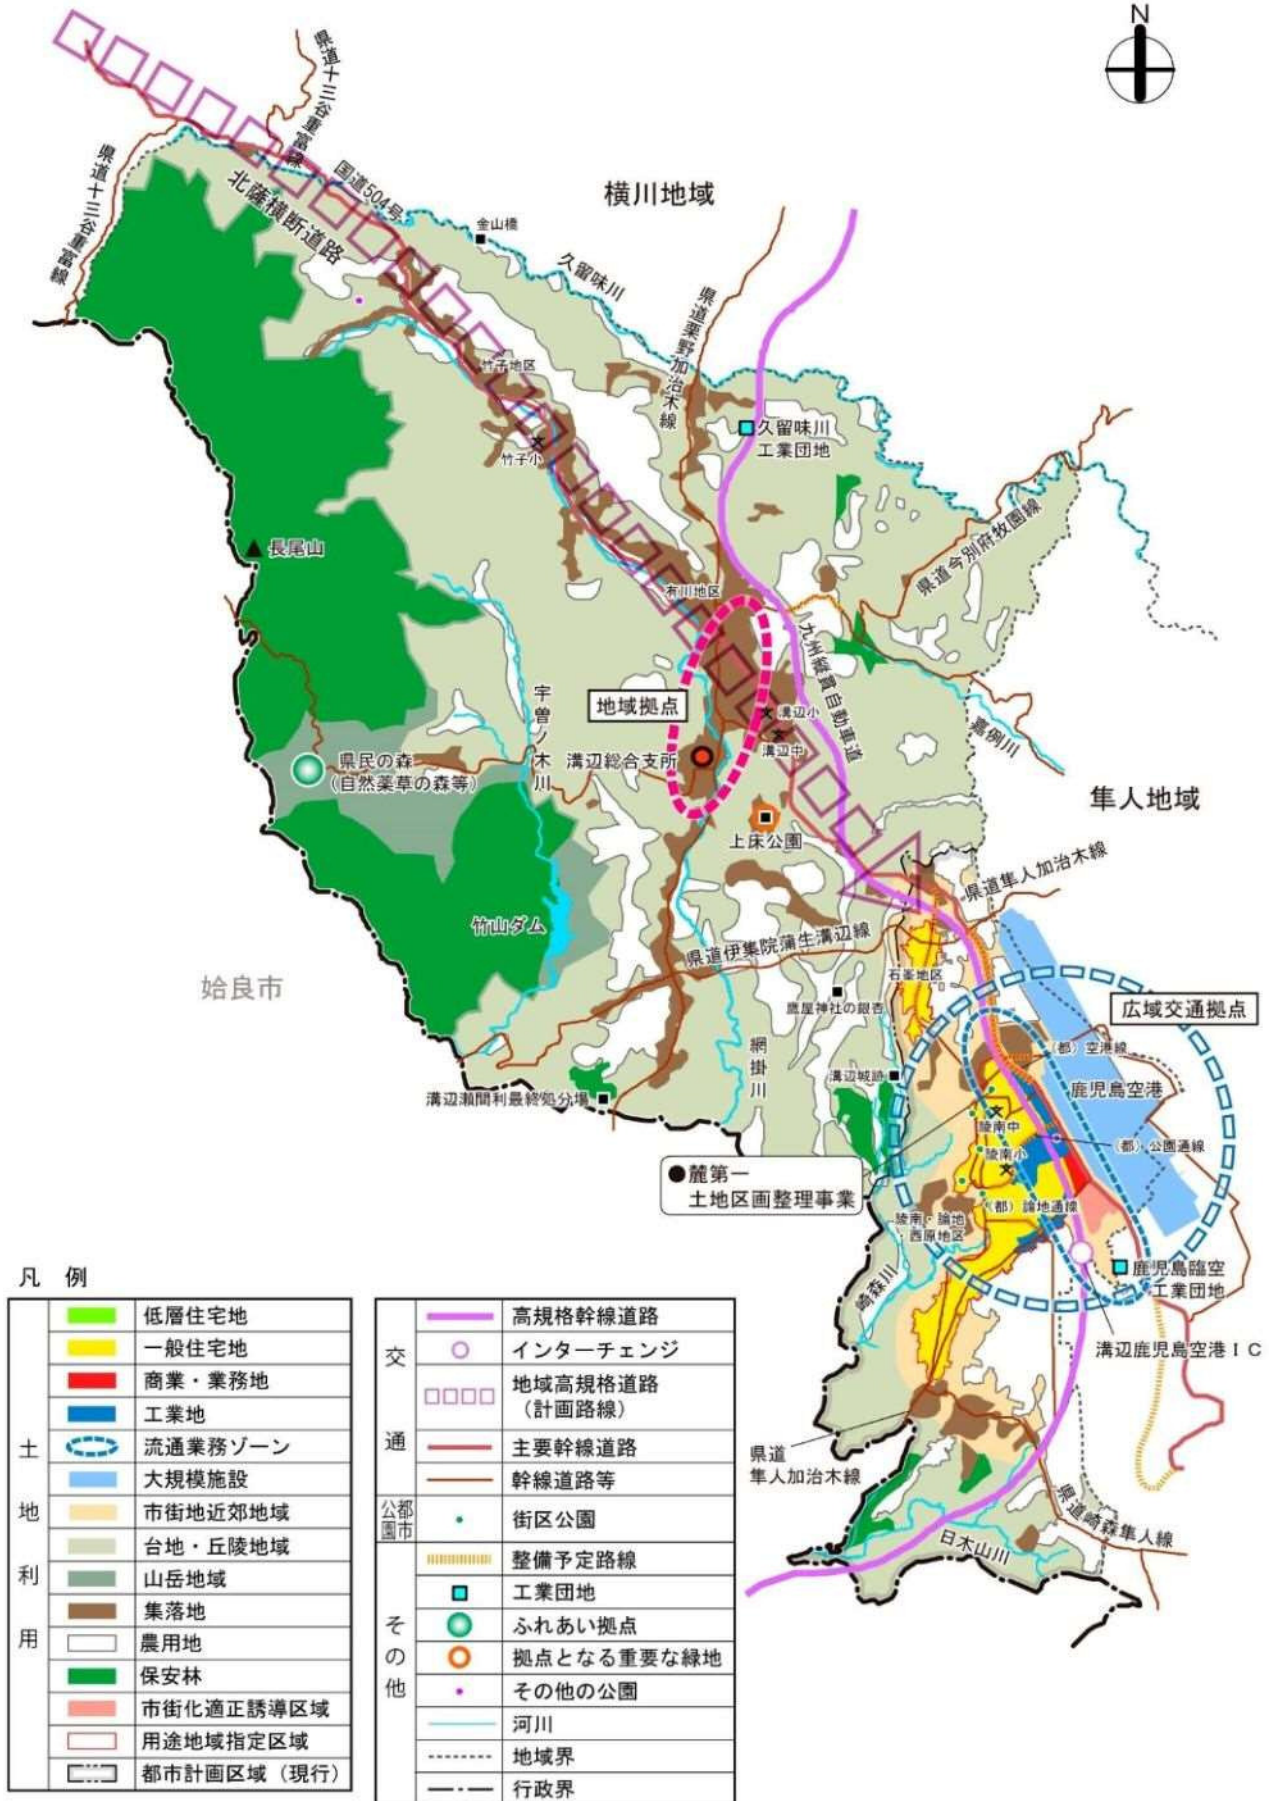 N
県道十三谷重富線
県道十三谷重富線
国道504号
北薩横断道路
横川地域
金山橋
久留味川
県道栗野加治木線
竹子地区
竹子小
久留味川
工業団地
県道今別府牧園線
長尾山
有川地区
九州縦貫自動車道
地域拠点
溝辺小
溝辺中
嘉例川
宇曽ノ木川
溝辺総合支所
県民の森
(自然薬草の森等)
隼人地域
上床公園
県道隼人加治木線
竹山ダム
県道伊集院蒲生溝辺線
石峯地区
姶良市
鷹屋神社の銀杏
広域交通拠点
(都)空港線
網掛川
溝辺城跡
鹿児島空港
溝辺瀬間利最終処分場
陵南中
(都)公園通線
陵南小
●麓第一
土地区画整理事業
(都)論地通線
陵南・論地
・西原地区
崎森川
鹿児島臨空
工業団地
溝辺鹿児島空港IC
県道
隼人加治木線
県道崎森隼人線
日木山川
凡 例
土地利用
低層住宅地
一般住宅地
商業・業務地
工業地
流通業務ゾーン
大規模施設
市街地近郊地域
台地・丘陵地域
山岳地域
集落地
農用地
保安林
市街化適正誘導区域
用途地域指定区域
都市計画区域(現行)
交通
高規格幹線道路
インターチェンジ
地域高規格道路
(計画路線)
主要幹線道路
幹線道路等
都市公園
街区公園
その他
整備予定路線
工業団地
ふれあい拠点
拠点となる重要な緑地
その他の公園
河川
地域界
行政界